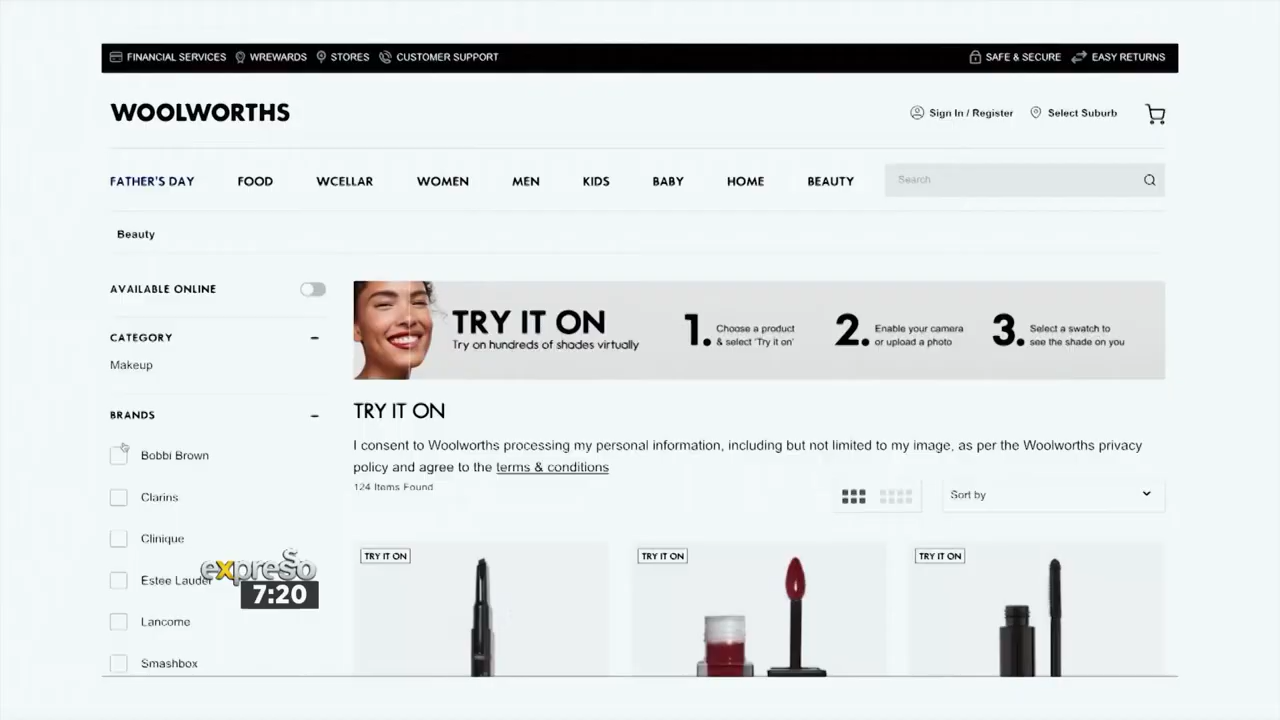 FINANCIAL SERVICES WREWARDS STORES CUSTOMER SUPPORT SAFE & SECURE EASY RETURNS
WOOLWORTHS
Sign In / Register Select Suburb
FATHER'S DAY FOOD WCELLAR WOMEN MEN KIDS BABY HOME BEAUTY Search
Beauty
AVAILABLE ONLINE
CATEGORY
Makeup
BRANDS
Bobbi Brown
Clarins
Clinique
Estee Lauder
Lancome
Smashbox
TRY IT ON
Try on hundreds of shades virtually
1. Choose a product
& select 'Try it on'
2. Enable your camera
or upload a photo
3. Select a swatch to
see the shade on you
TRY IT ON
I consent to Woolworths processing my personal information, including but not limited to my image, as per the Woolworths privacy
policy and agree to the terms & conditions
124 Items Found
Sort by
TRY IT ON TRY IT ON TRY IT ON
expresso
7:20